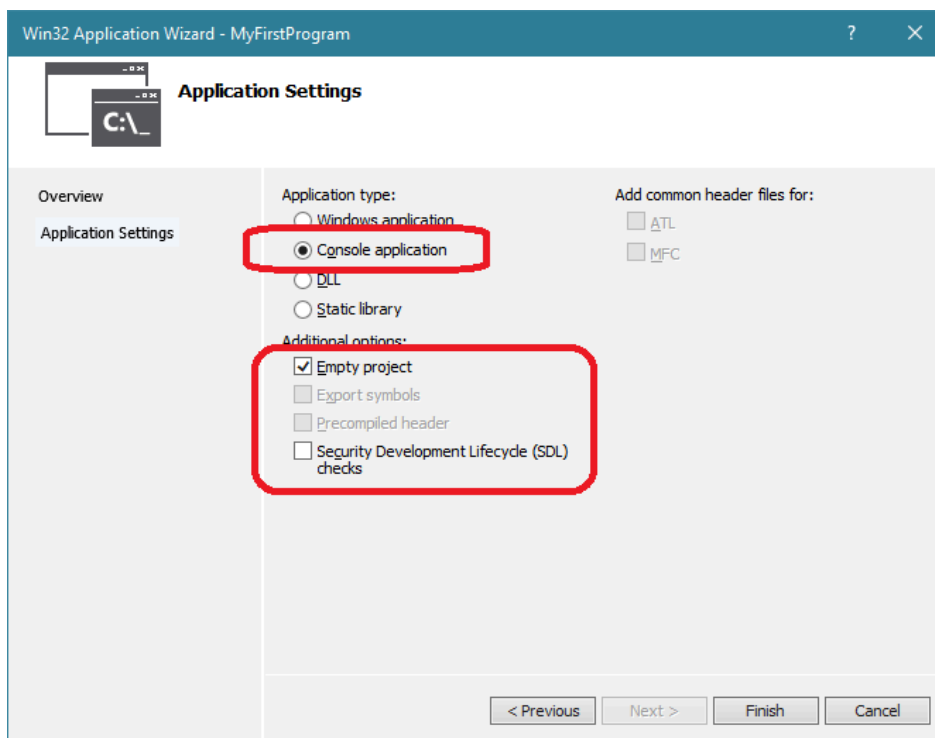 Win32 Application Wizard - MyFirstProgram
?
C:\_
Application Settings
Overview
Application Settings
Application type:
Windows application
Console application
DLL
Static library
Additional options:
Empty project
Export symbols
Precompiled header
Security Development Lifecycle (SDL)
checks
Add common header files for:
ATL
MFC
< Previous
Next >
Finish
Cancel